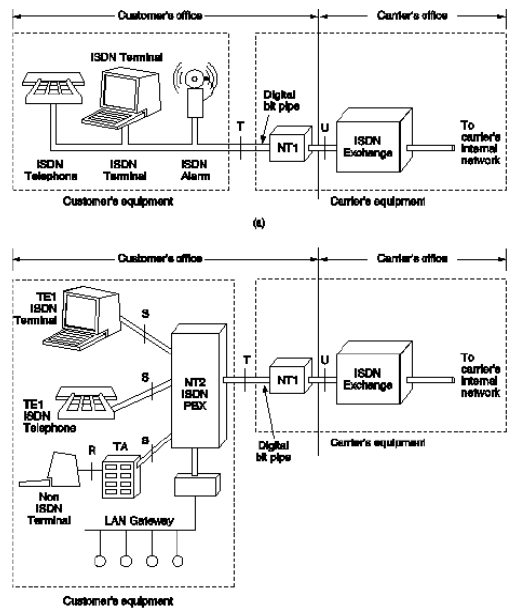 Customer's office
Carrier's office
ISDN Terminal
Digital
bit pipe
T
U
NT1
ISDN
Exchange
To
carrier's
internal
network
ISDN
Telephone
ISDN
Terminal
ISDN
Alarm
Customer's equipment
Carrier's equipment
(a)
Customer's office
Carrier's office
TE1
ISDN
Terminal
S
TE1
ISDN
Telephone
S
NT2
ISDN
PBX
T
NT1
U
ISDN
Exchange
To
carrier's
internal
network
Digital
bit pipe
Carrier's equipment
R
TA
S
Non
ISDN
Terminal
LAN Gateway
Customer's equipment